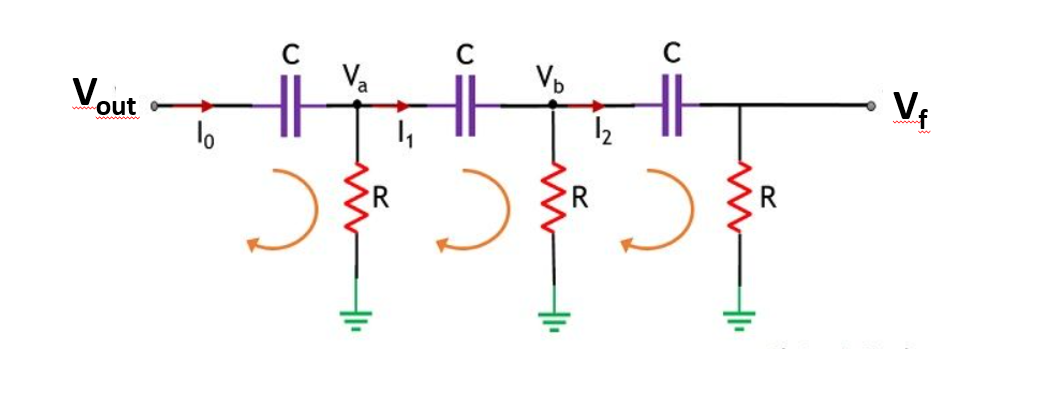 C C C
Vout Va Vb Vf
I0 I1 I2
R R R